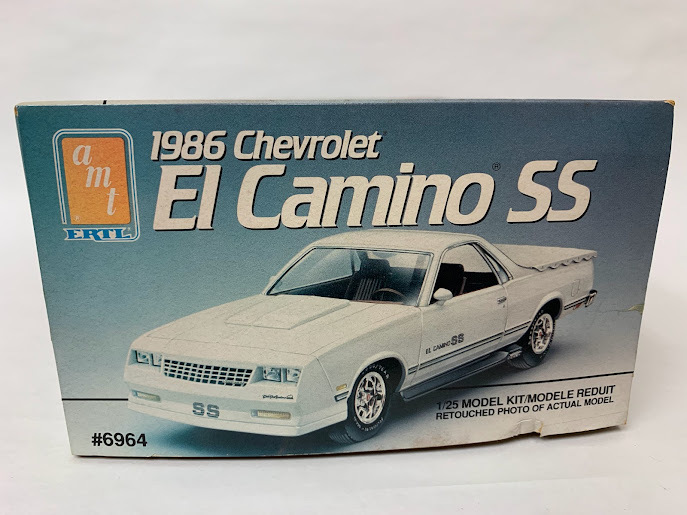 amt
ERTL®
1986 Chevrolet
El Camino® SS
EL CAMINO SS
SS
1/25 MODEL KIT/MODELE REDUIT
RETOUCHED PHOTO OF ACTUAL MODEL
#6964